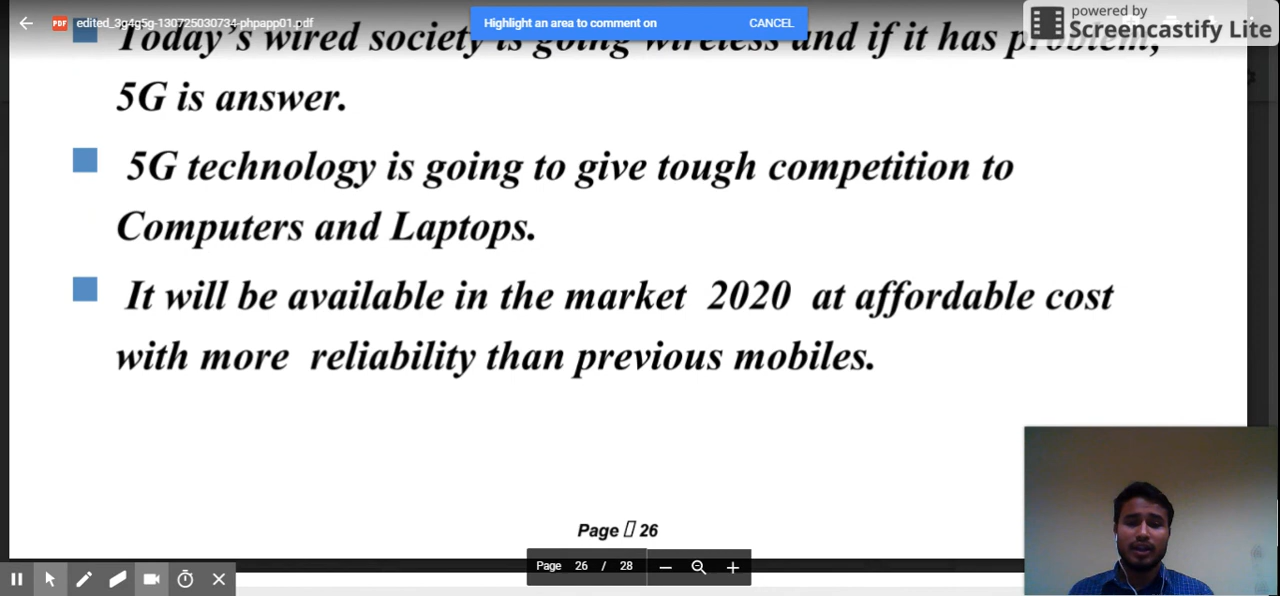 edited_3g4g5g-130725030734-phpapp01.pdf
Highlight an area to comment on
CANCEL
powered by
Screencastify Lite
Today's wired society is going wireless and if it has problem,
5G is answer.
5G technology is going to give tough competition to
Computers and Laptops.
It will be available in the market 2020 at affordable cost
with more reliability than previous mobiles.
Page 26
PDF
Page 26 / 28